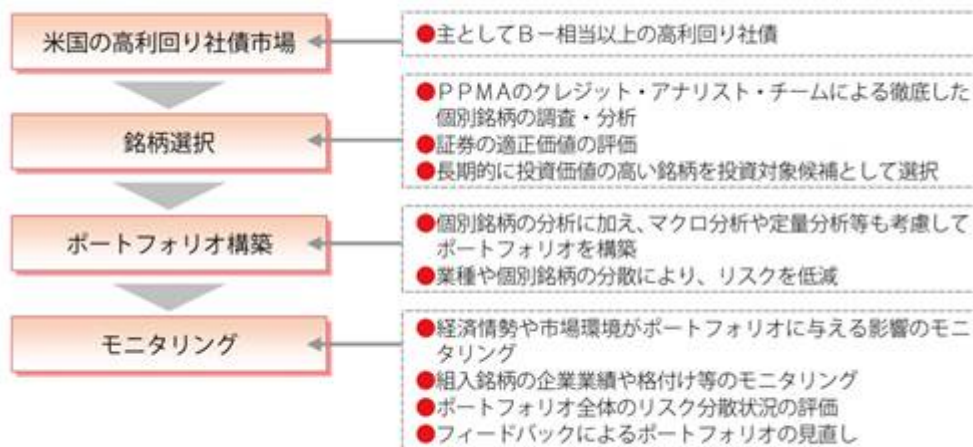 米国の高利回り社債市場
●主としてB－相当以上の高利回り社債
銘柄選択
●PPMAのクレジット・アナリスト・チームによる徹底した
個別銘柄の調査・分析
●証券の適正価値の評価
●長期的に投資価値の高い銘柄を投資対象候補として選択
ポートフォリオ構築
●個別銘柄の分析に加え、マクロ分析や定量分析等も考慮して
ポートフォリオを構築
●業種や個別銘柄の分散により、リスクを低減
モニタリング
●経済情勢や市場環境がポートフォリオに与える影響のモニ
タリング
●組入銘柄の企業業績や格付け等のモニタリング
●ポートフォリオ全体のリスク分散状況の評価
●フィードバックによるポートフォリオの見直し